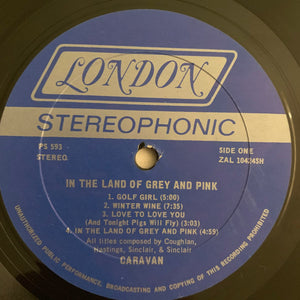 LONDON
STEREOPHONIC
PS 593
STEREO
SIDE ONE
ZAL 10424SN
IN THE LAND OF GREY AND PINK
1. GOLF GIRL (5:05)
2. WINTER WINE (7:35)
3. LOVE TO LOVE YOU
(And Tonight Pigs Will Fly) (3:03)
4. IN THE LAND OF GREY AND PINK (4:59)
All titles composed by Coughlan,
Hastings, Sinclair, & Sinclair
CARAVAN
UNAUTHORIZED PUBLIC PERFORMANCE, BROADCASTING AND COPYING OF THIS RECORD PROHIBITED